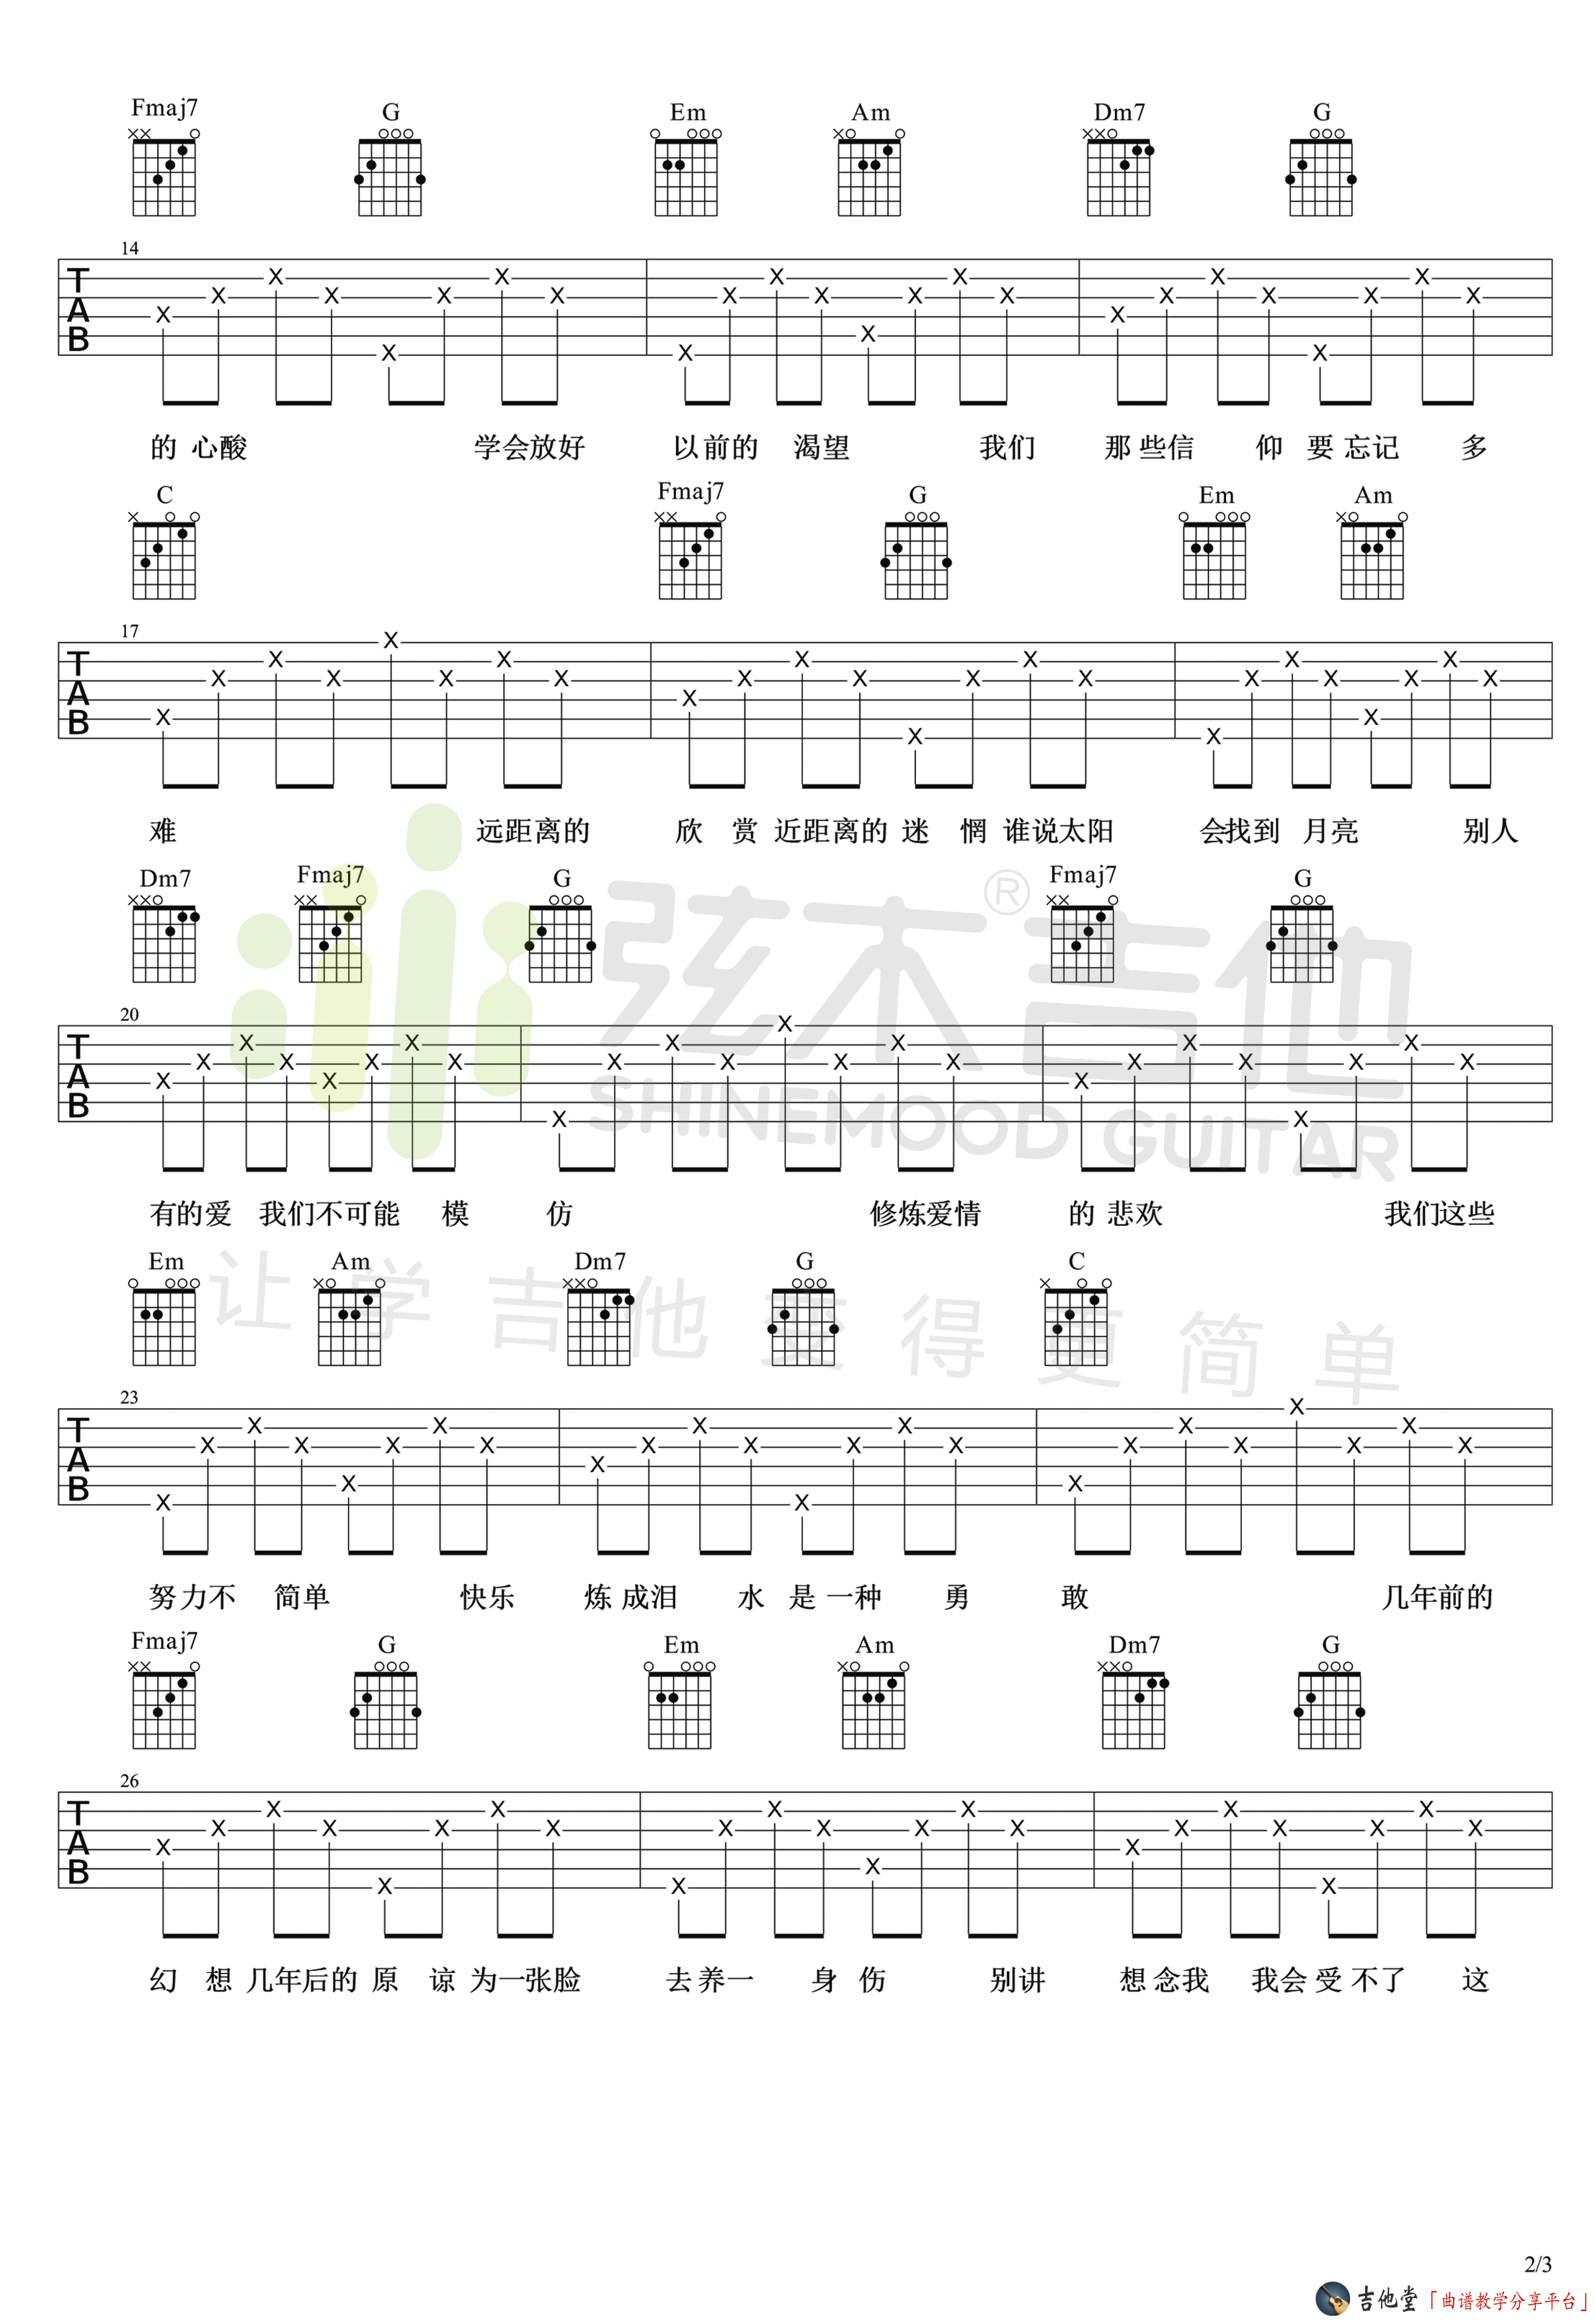 Fmaj7 G Em Am Dm7 G
14
T A B
的 心酸 学会放好 以前的 渴望 我们 那些信 仰 要 忘记 多
C Fmaj7 G Em Am
17
T A B
难 远距离的 欣 赏 近距离的 迷 惘 谁说太阳 会找到 月亮 别人
Dm7 Fmaj7 G Fmaj7 G
弦木吉他®
20
T A B
SHINEMOOD GUITAR
有的爱 我们不可能 模 仿 修炼爱情 的 悲欢 我们这些
Em Am Dm7 G C
让学吉他变得更简单
23
T A B
努力不 简单 快乐 炼 成泪 水 是 一种 勇 敢 几年前的
Fmaj7 G Em Am Dm7 G
26
T A B
幻 想 几年后的 原 谅 为一张脸 去 养一 身 伤 别讲 想 念我 我会 受 不了 这
2/3
吉他堂「曲谱教学分享平台」